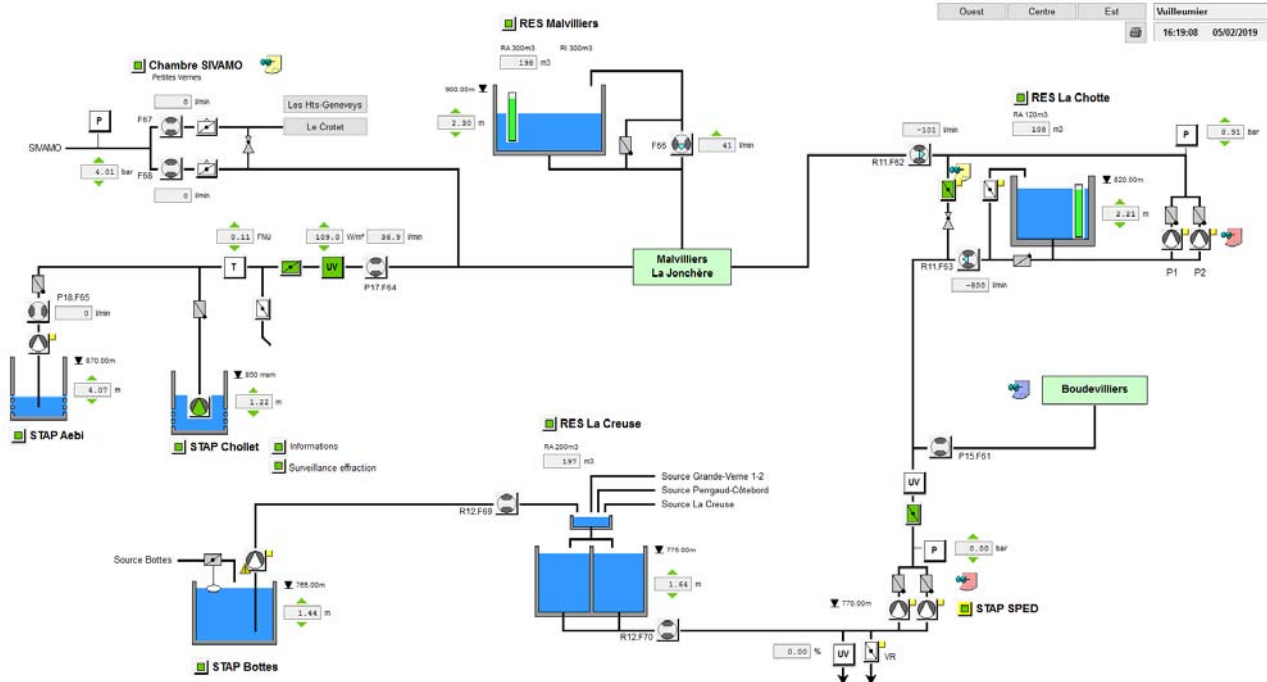 Ouest Centre Est Vuilleumier
16:19:08 05/02/2019
RES Malvilliers
RA 300m3 RI 300m3
198 m3
900.00m
2.30 m
F66 41 l/min
Chambre SIVAMO
Petites Vernes
0 l/min
F67
Les Hts-Geneveys
Le Crotet
P
SIVAMO
4.01 bar
F68
0 l/min
RES La Chotte
RA 120m3
108 m3
-101 l/min
R11.F62
P
8.91 bar
820.00m
2.21 m
R11.F63
-800 l/min
P1 P2
0.11 FNU
109.0 W/m² 36.9 l/min
T
UV
P17.F64
Malvilliers
La Jonchère
P18.F65
0 l/min
870.00m
4.07 m
STAP Aebi
1.22 m
STAP Chollet
Informations
Surveillance effraction
Boudevilliers
P15.F61
UV
P
bar
770.00m
STAP SPED
RES La Creuse
RA 200m3
197 m3
Source Grande-Verne 1-2
Source Perrgaud-Côtebord
Source La Creuse
R12.F69
775.00m
1.64 m
R12.F70
0.00 %
UV
VR
Source Bottes
765.00m
1.44 m
STAP Bottes